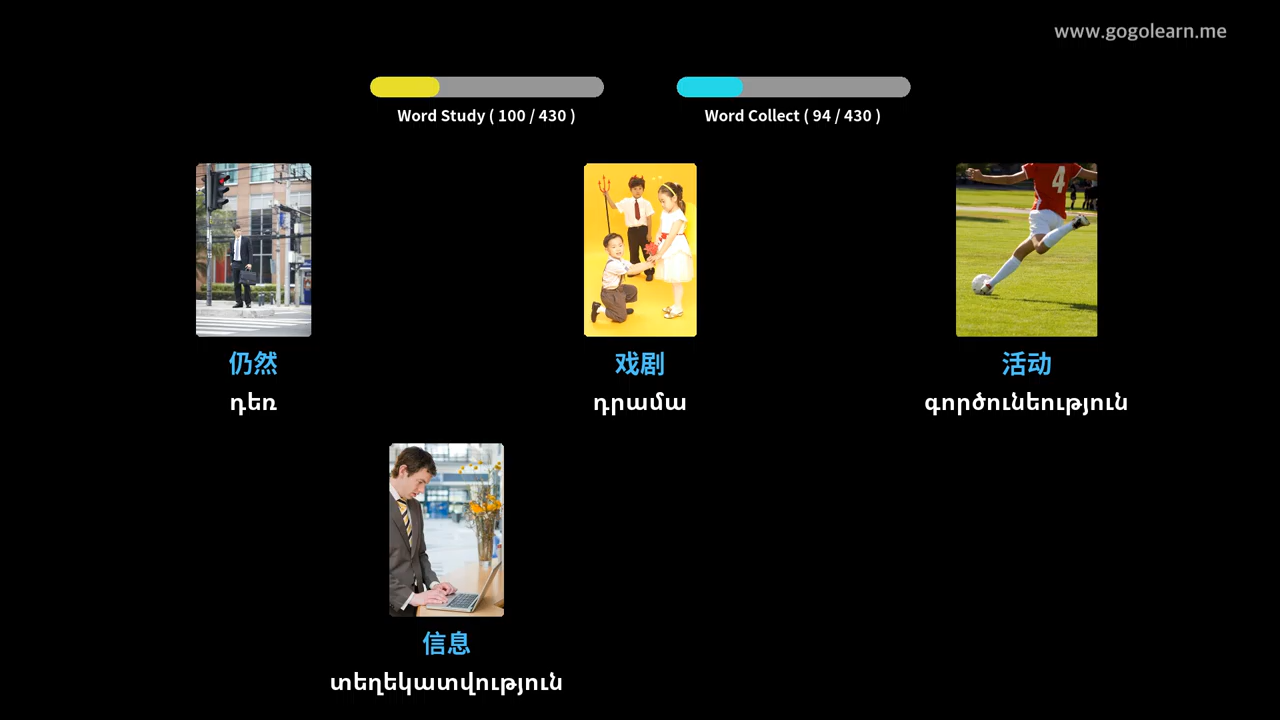 www.gogolearn.me
Word Study ( 100 / 430 )
Word Collect ( 94 / 430 )
4
仍然
戏剧
活动
դեռ
դրամա
գործունեություն
信息
տեղեկատվություն